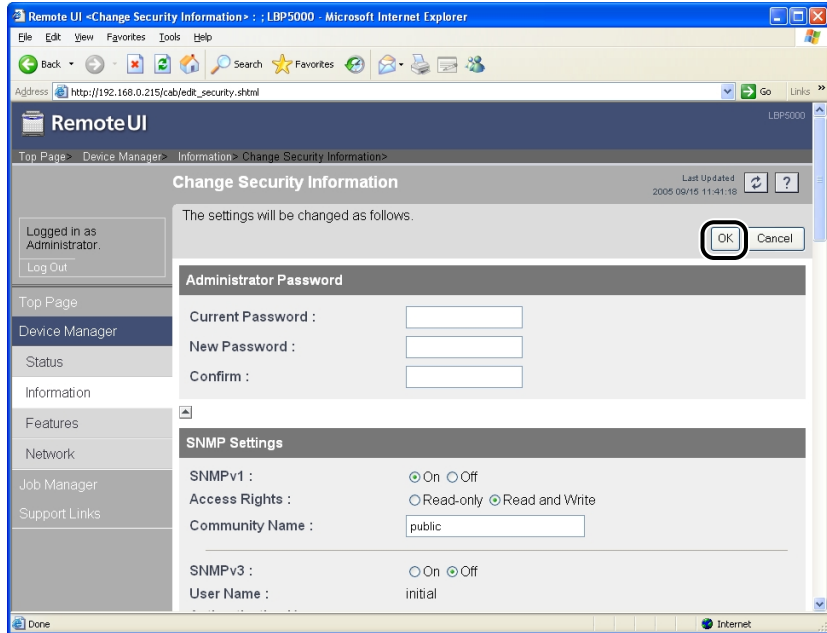 Remote UI <Change Security Information> : ; LBP5000 - Microsoft Internet Explorer
File Edit View Favorites Tools Help
Back Search Favorites
Address http://192.168.0.215/cab/edit_security.shtml Go Links »
Remote UI LBP5000
Top Page> Device Manager> Information> Change Security Information>
Change Security Information Last Updated
2005 09/15 11:41:18 ?
The settings will be changed as follows.
OK Cancel
Logged in as
Administrator.
Log Out
Top Page
Device Manager
Status
Information
Features
Network
Job Manager
Support Links
Administrator Password
Current Password :
New Password :
Confirm :
SNMP Settings
SNMPv1 : On Off
Access Rights : Read-only Read and Write
Community Name : public
SNMPv3 : On Off
User Name : initial
Done Internet